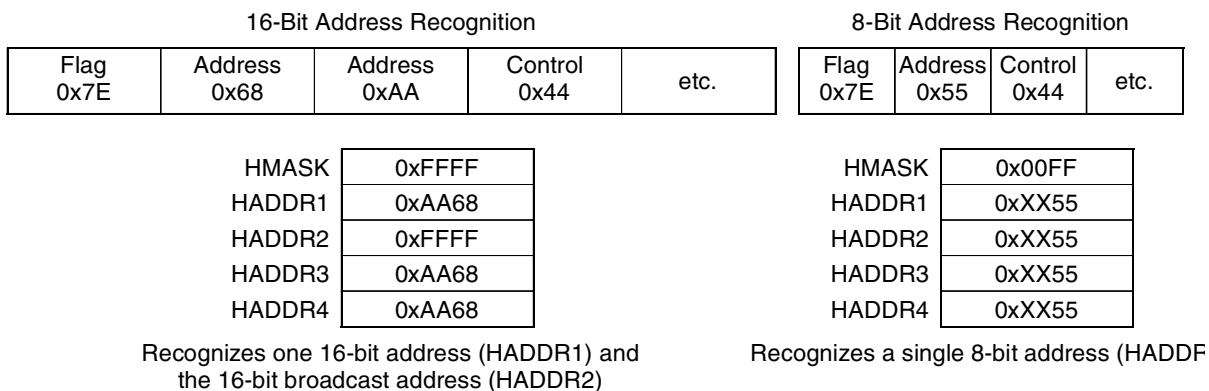 16-Bit Address Recognition
Flag 0x7E Address 0x68 Address 0xAA Control 0x44 etc.
HMASK 0xFFFF
HADDR1 0xAA68
HADDR2 0xFFFF
HADDR3 0xAA68
HADDR4 0xAA68
Recognizes one 16-bit address (HADDR1) and
the 16-bit broadcast address (HADDR2)
8-Bit Address Recognition
Flag 0x7E Address 0x55 Control 0x44 etc.
HMASK 0x00FF
HADDR1 0xXX55
HADDR2 0xXX55
HADDR3 0xXX55
HADDR4 0xXX55
Recognizes a single 8-bit address (HADDR